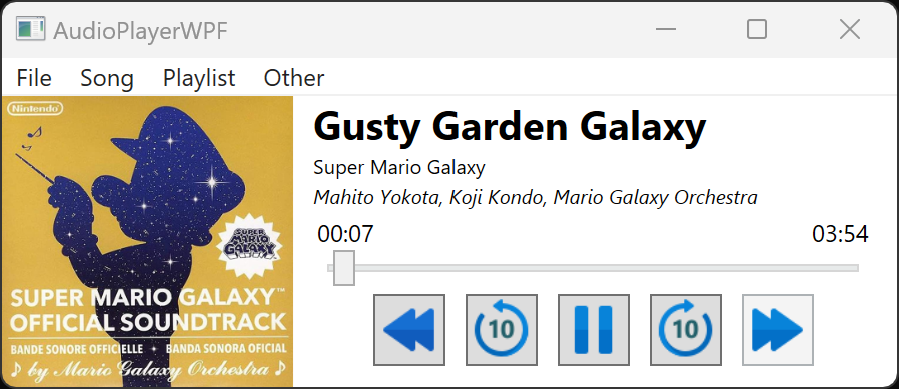 AudioPlayerWPF
File Song Playlist Other
Nintendo
SUPER MARIO GALAXY
SUPER MARIO GALAXY™
OFFICIAL SOUNDTRACK
BANDE SONORE OFFICIELLE • BANDA SONORA OFICIAL
♪ by Mario Galaxy Orchestra ♪
Gusty Garden Galaxy
Super Mario Galaxy
Mahito Yokota, Koji Kondo, Mario Galaxy Orchestra
00:07 03:54
10 10